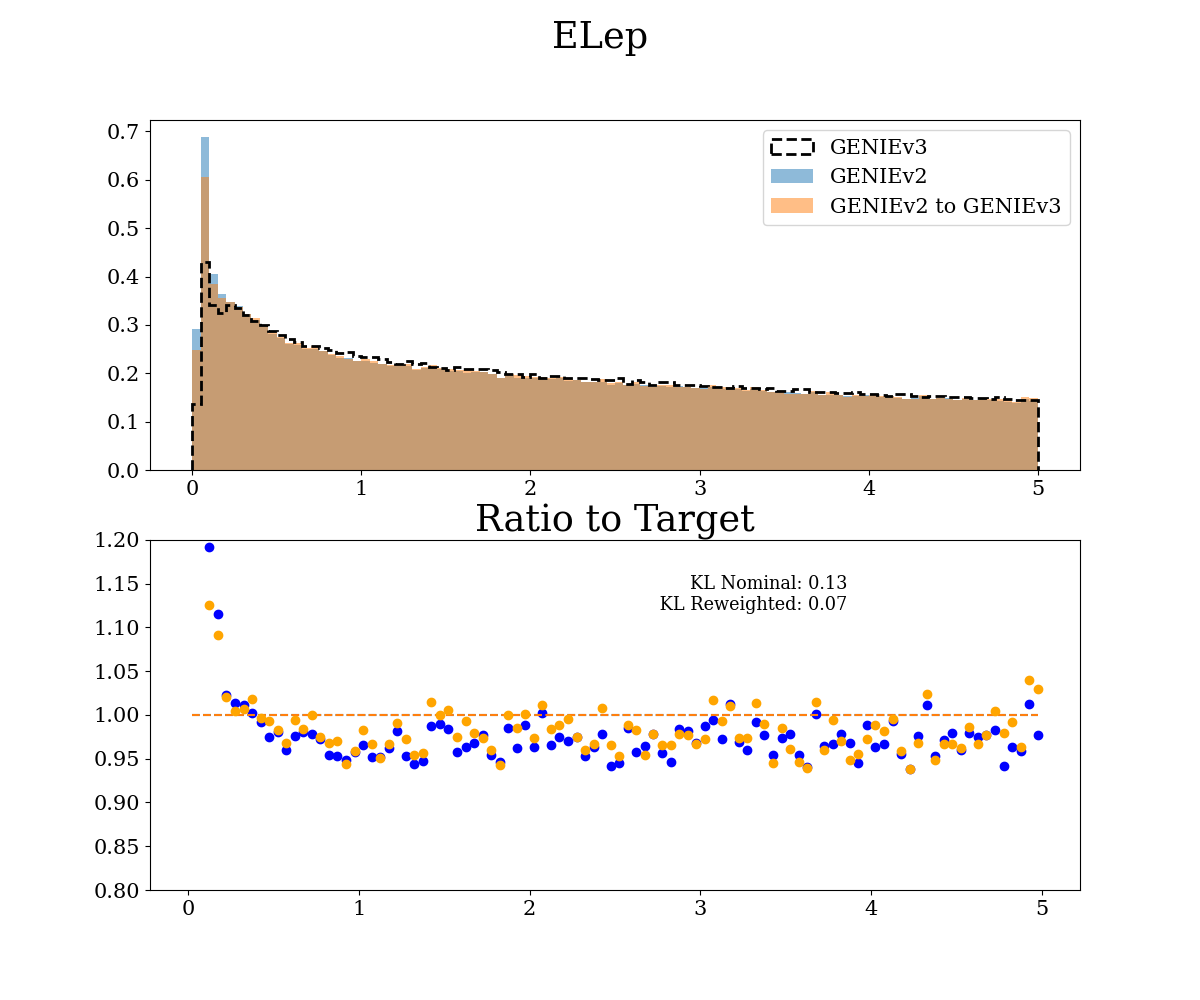 ELep
0.7
0.6
0.5
0.4
0.3
0.2
0.1
0.0
GENIEv3
GENIEv2
GENIEv2 to GENIEv3
0 1 2 3 4 5
Ratio to Target
1.20
1.15
1.10
1.05
1.00
0.95
0.90
0.85
0.80
KL Nominal: 0.13
KL Reweighted: 0.07
0 1 2 3 4 5